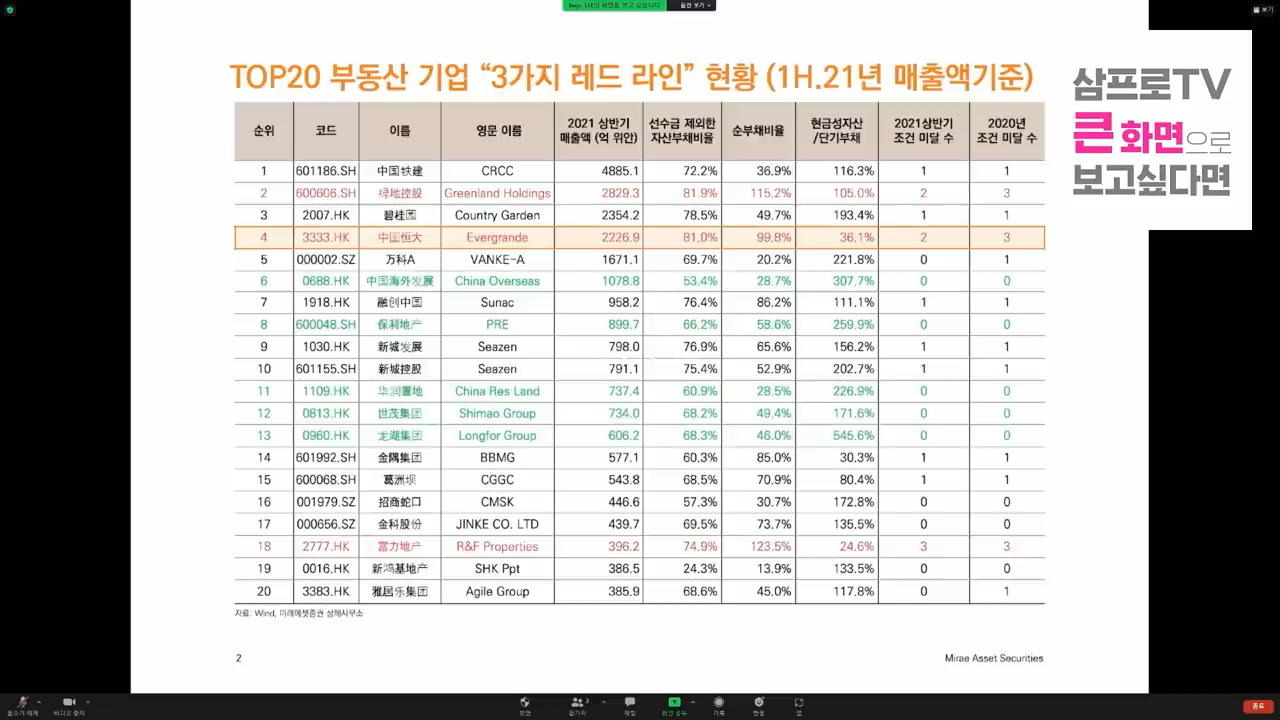 보기
TOP20 부동산 기업 “3가지 레드 라인” 현황 (1H.21년 매출액기준)
삼프로TV
큰 화면으로
보고싶다면
순위 코드 이름 영문 이름 2021 상반기 매출액 (억 위안) 선수금 제외한 자산부채비율 순부채비율 현금성자산 /단기부채 2021상반기 조건 미달 수 2020년 조건 미달 수
1 601186.SH 中国铁建 CRCC 4885.1 72.2% 36.9% 116.3% 1 1
2 600606.SH 绿地控股 Greenland Holdings 2829.3 81.9% 115.2% 105.0% 2 3
3 2007.HK 碧桂园 Country Garden 2354.2 78.5% 49.7% 193.4% 1 1
4 3333.HK 中国恒大 Evergrande 2226.9 81.0% 99.8% 36.1% 2 3
5 000002.SZ 万科A VANKE-A 1671.1 69.7% 20.2% 221.8% 0 1
6 0688.HK 中国海外发展 China Overseas 1078.8 53.4% 28.7% 307.7% 0 0
7 1918.HK 融创中国 Sunac 958.2 76.4% 86.2% 111.1% 1 1
8 600048.SH 保利地产 PRE 899.7 66.2% 58.6% 259.9% 0 0
9 1030.HK 新城发展 Seazen 798.0 76.9% 65.6% 156.2% 1 1
10 601155.SH 新城控股 Seazen 791.1 75.4% 52.9% 202.7% 1 1
11 1109.HK 华润置地 China Res Land 737.4 60.9% 28.5% 226.9% 0 0
12 0813.HK 世茂集团 Shimao Group 734.0 68.2% 49.4% 171.6% 0 0
13 0960.HK 龙湖集团 Longfor Group 606.2 68.3% 46.0% 545.6% 0 0
14 601992.SH 金隅集团 BBMG 577.1 60.3% 85.0% 30.3% 1 1
15 600068.SH 葛洲坝 CGGC 543.8 68.5% 70.9% 80.4% 1 1
16 001979.SZ 招商蛇口 CMSK 446.6 57.3% 30.7% 172.8% 0 0
17 000656.SZ 金科股份 JINKE CO. LTD 439.7 69.5% 73.7% 135.5% 0 0
18 2777.HK 富力地产 R&F Properties 396.2 74.9% 123.5% 24.6% 3 3
19 0016.HK 新鸿基地产 SHK Ppt 386.5 24.3% 13.9% 133.5% 0 0
20 3383.HK 雅居乐集团 Agile Group 385.9 68.6% 45.0% 117.8% 0 1
자료: Wind, 미래에셋증권 상해사무소
2 Mirae Asset Securities
보안 참가자 채팅 화면 공유 기록 반응 앱 종료